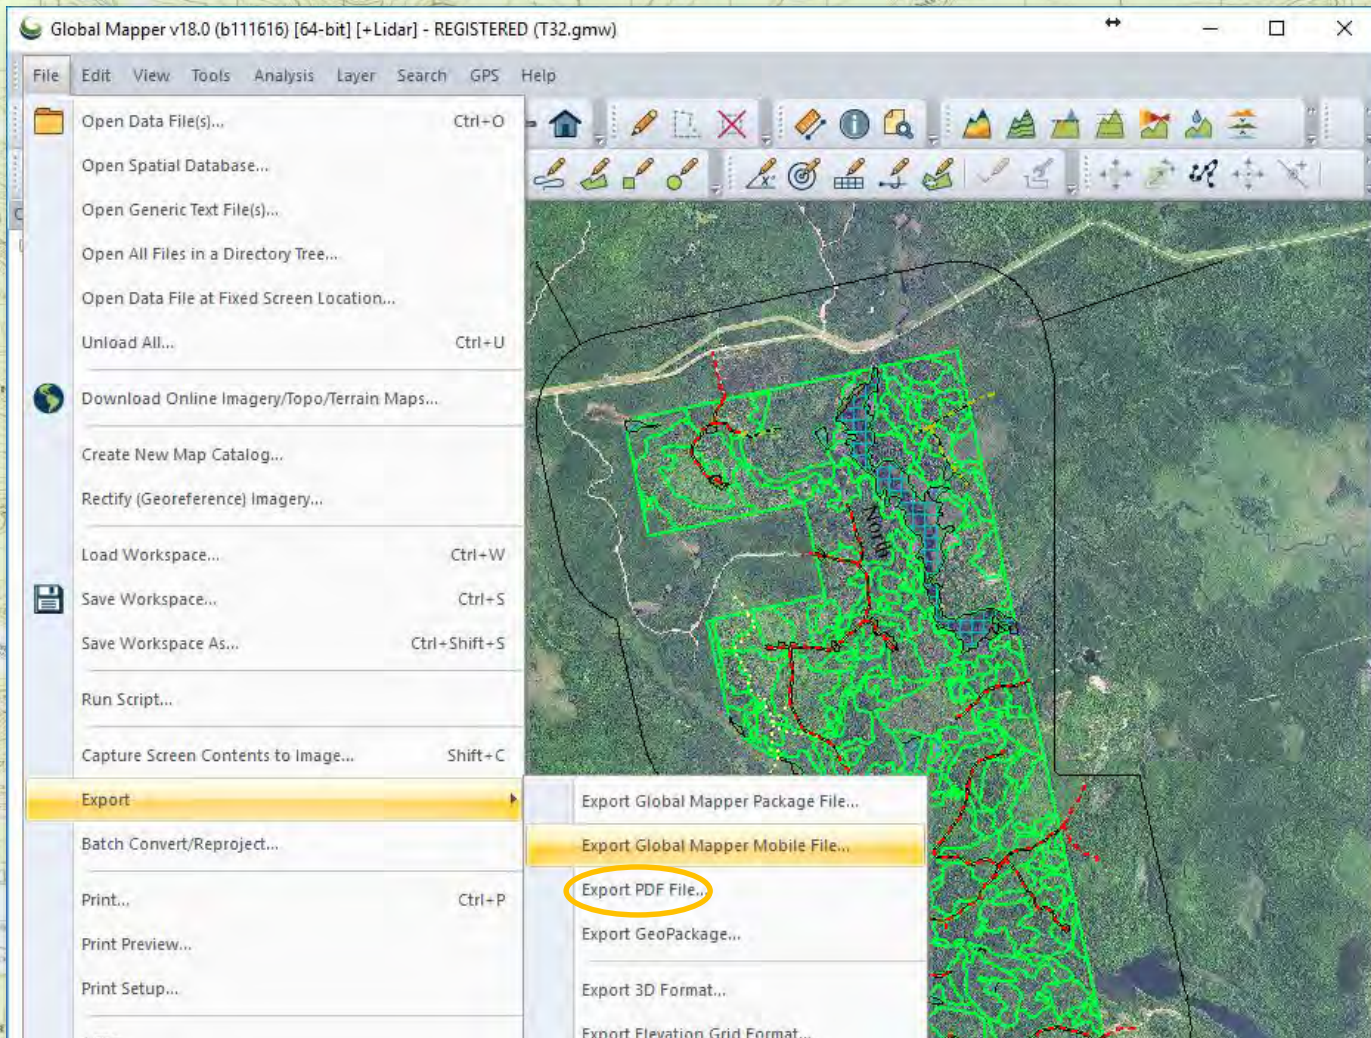 Global Mapper v18.0 (b111616) [64-bit] [+Lidar] - REGISTERED (T32.gmw)
File Edit View Tools Analysis Layer Search GPS Help
Open Data File(s)... Ctrl+O
Open Spatial Database...
Open Generic Text File(s)...
Open All Files in a Directory Tree...
Open Data File at Fixed Screen Location...
Unload All... Ctrl+U
Download Online Imagery/Topo/Terrain Maps...
Create New Map Catalog...
Rectify (Georeference) Imagery...
Load Workspace... Ctrl+W
Save Workspace... Ctrl+S
Save Workspace As... Ctrl+Shift+S
Run Script...
Capture Screen Contents to Image... Shift+C
Export
Batch Convert/Reproject...
Print... Ctrl+P
Print Preview...
Print Setup...
Export Global Mapper Package File...
Export Global Mapper Mobile File...
Export PDF File...
Export GeoPackage...
Export 3D Format...
Export Elevation Grid Format...
North